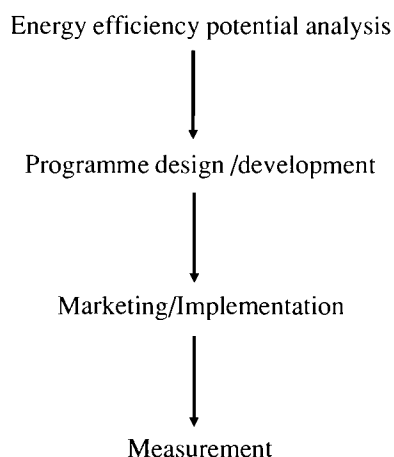 Energy efficiency potential analysis
Programme design /development
Marketing/Implementation
Measurement